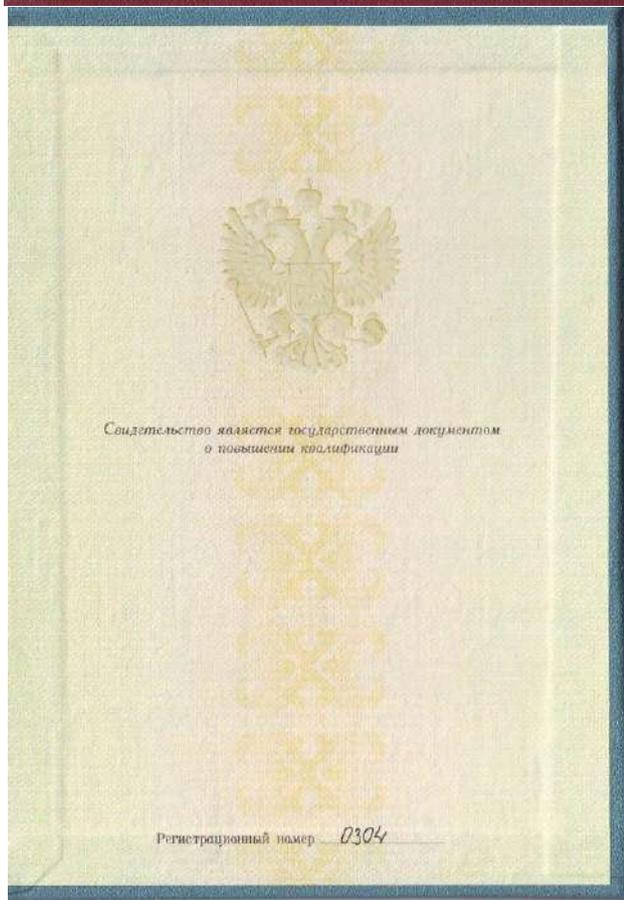 Свидетельство является государственным документом
о повышении квалификации
Регистрационный номер 0304